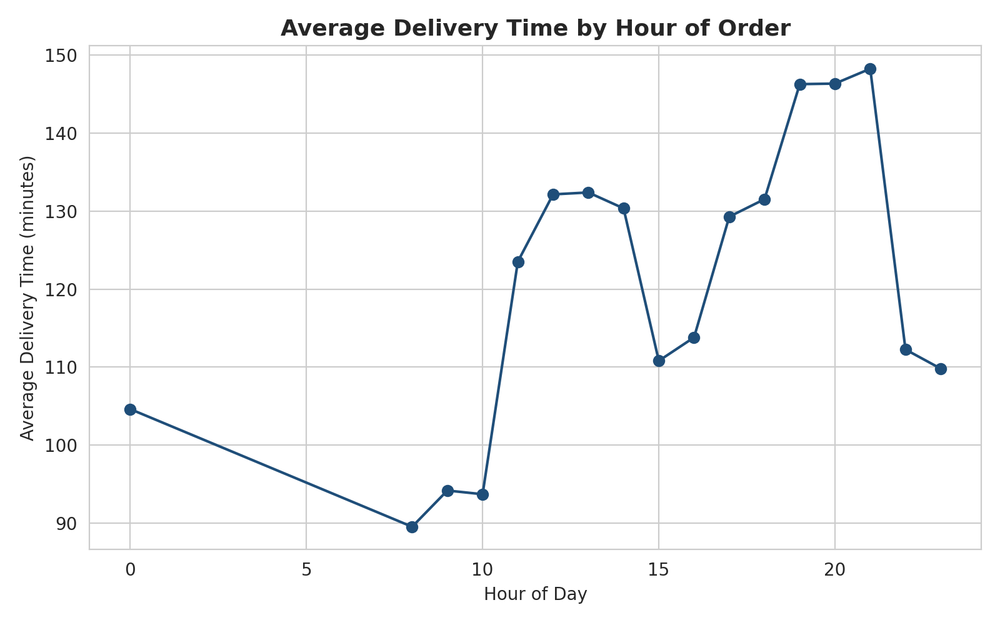 Average Delivery Time by Hour of Order
150
140
130
120
110
100
90
Average Delivery Time (minutes)
0 5 10 15 20
Hour of Day